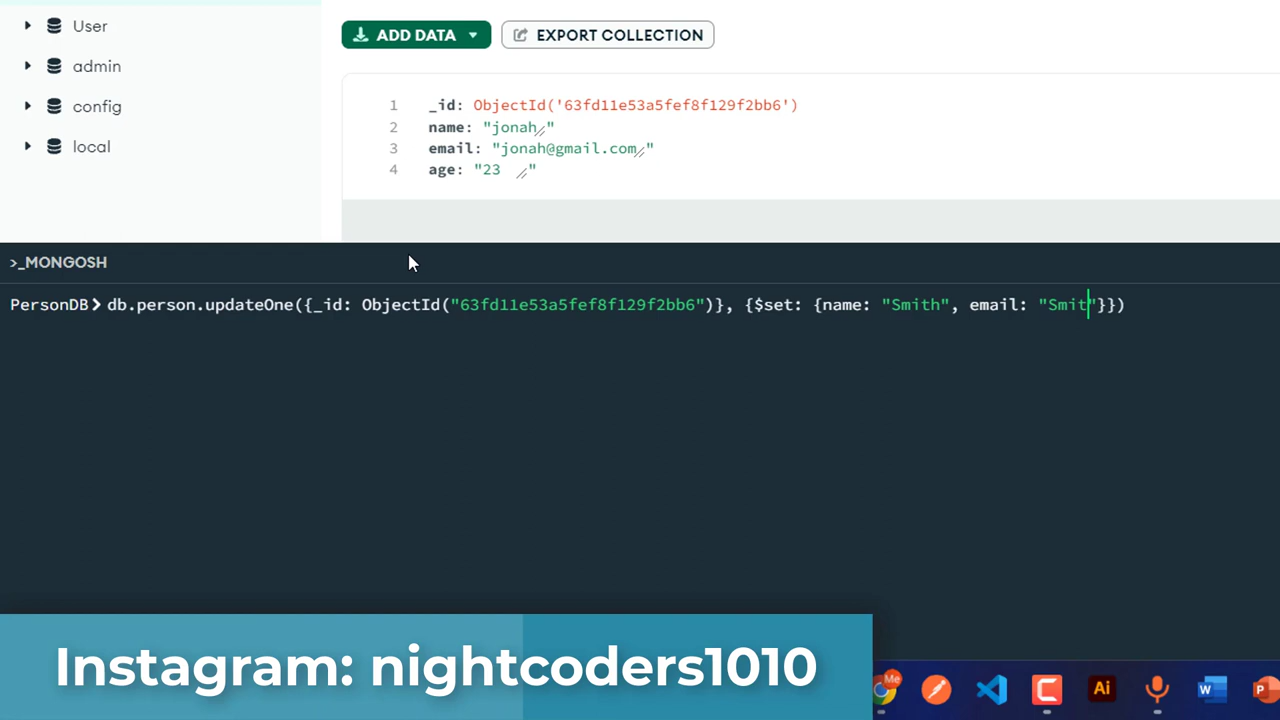 User
ADD DATA
EXPORT COLLECTION
admin
1 _id: ObjectId('63fd11e53a5fef8f129f2bb6')
config
2 name: "jonah"
3 email: "jonah@gmail.com"
local
4 age: "23 "
>_MONGOSH
PersonDB> db.person.updateOne({_id: ObjectId("63fd11e53a5fef8f129f2bb6")}, {$set: {name: "Smith", email: "Smit"}})
Instagram: nightcoders1010
Me
Ai
W
P